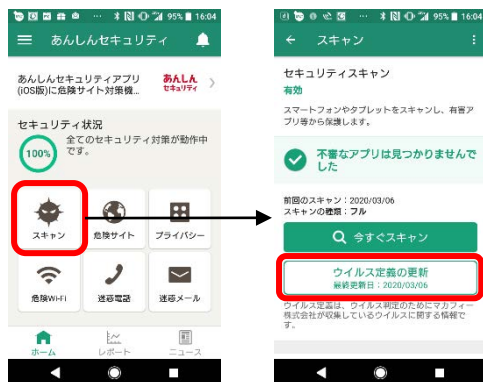 95% 16:04
あんしんセキュリティ
あんしんセキュリティアプリ
(iOS版)に危険サイト対策機...
あんしん
セキュリティ
セキュリティ状況
100%
全てのセキュリティ対策が動作中
です。
スキャン
危険サイト
プライバシー
危険Wi-Fi
迷惑電話
迷惑メール
ホーム
レポート
ニュース
95% 16:04
スキャン
セキュリティスキャン
有効
スマートフォンやタブレットをスキャンし、有害ア
プリ等から保護します。
不審なアプリは見つかりませんで
した
前回のスキャン：2020/03/06
スキャンの種類：フル
今すぐスキャン
ウイルス定義の更新
最終更新日：2020/03/06
ウイルス定義は、ウイルス判定のためにマカフィー
株式会社が収集しているウイルスに関する情報で
す。